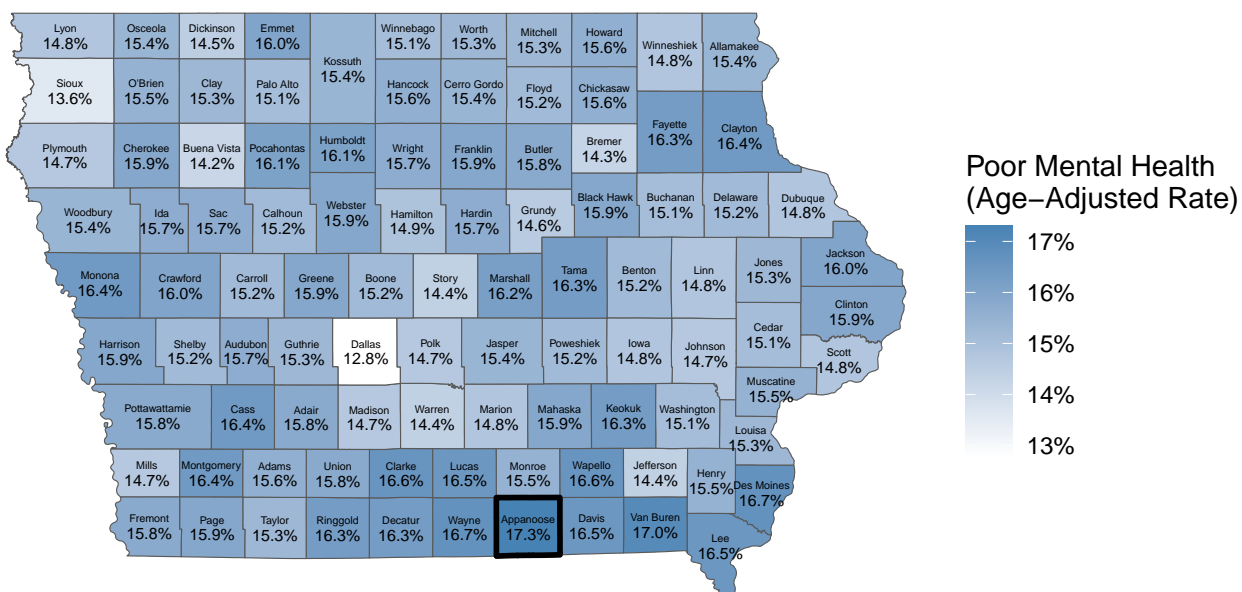 Lyon
14.8%
Osceola
15.4%
Dickinson
14.5%
Emmet
16.0%
Kossuth
15.4%
Winnebago
15.1%
Worth
15.3%
Mitchell
15.3%
Howard
15.6%
Winneshiek
14.8%
Allamakee
15.4%
Sioux
13.6%
O'Brien
15.5%
Clay
15.3%
Palo Alto
15.1%
Hancock
15.6%
Cerro Gordo
15.4%
Floyd
15.2%
Chickasaw
15.6%
Fayette
16.3%
Clayton
16.4%
Plymouth
14.7%
Cherokee
15.9%
Buena Vista
14.2%
Pocahontas
16.1%
Humboldt
16.1%
Wright
15.7%
Franklin
15.9%
Butler
15.8%
Bremer
14.3%
Woodbury
15.4%
Ida
15.7%
Sac
15.7%
Calhoun
15.2%
Webster
15.9%
Hamilton
14.9%
Hardin
15.7%
Grundy
14.6%
Black Hawk
15.9%
Buchanan
15.1%
Delaware
15.2%
Dubuque
14.8%
Monona
16.4%
Crawford
16.0%
Carroll
15.2%
Greene
15.9%
Boone
15.2%
Story
14.4%
Marshall
16.2%
Tama
16.3%
Benton
15.2%
Linn
14.8%
Jones
15.3%
Jackson
16.0%
Clinton
15.9%
Harrison
15.9%
Shelby
15.2%
Audubon
15.7%
Guthrie
15.3%
Dallas
12.8%
Polk
14.7%
Jasper
15.4%
Poweshiek
15.2%
Iowa
14.8%
Johnson
14.7%
Cedar
15.1%
Scott
14.8%
Muscatine
15.5%
Pottawattamie
15.8%
Cass
16.4%
Adair
15.8%
Madison
14.7%
Warren
14.4%
Marion
14.8%
Mahaska
15.9%
Keokuk
16.3%
Washington
15.1%
Louisa
15.3%
Mills
14.7%
Montgomery
16.4%
Adams
15.6%
Union
15.8%
Clarke
16.6%
Lucas
16.5%
Monroe
15.5%
Wapello
16.6%
Jefferson
14.4%
Henry
15.5%
Des Moines
16.7%
Fremont
15.8%
Page
15.9%
Taylor
15.3%
Ringgold
16.3%
Decatur
16.3%
Wayne
16.7%
Appanoose
17.3%
Davis
16.5%
Van Buren
17.0%
Lee
16.5%
Poor Mental Health
(Age−Adjusted Rate)
17%
16%
15%
14%
13%